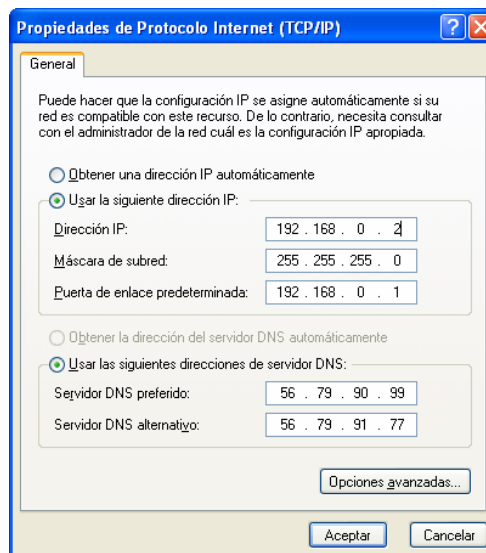 Propiedades de Protocolo Internet (TCP/IP)
General
Puede hacer que la configuración IP se asigne automáticamente si su
red es compatible con este recurso. De lo contrario, necesita consultar
con el administrador de la red cuál es la configuración IP apropiada.
Obtener una dirección IP automáticamente
Usar la siguiente dirección IP:
Dirección IP: 192 . 168 . 0 . 2
Máscara de subred: 255 . 255 . 255 . 0
Puerta de enlace predeterminada: 192 . 168 . 0 . 1
Obtener la dirección del servidor DNS automáticamente
Usar las siguientes direcciones de servidor DNS:
Servidor DNS preferido: 56 . 79 . 90 . 99
Servidor DNS alternativo: 56 . 79 . 91 . 77
Opciones avanzadas...
Aceptar Cancelar